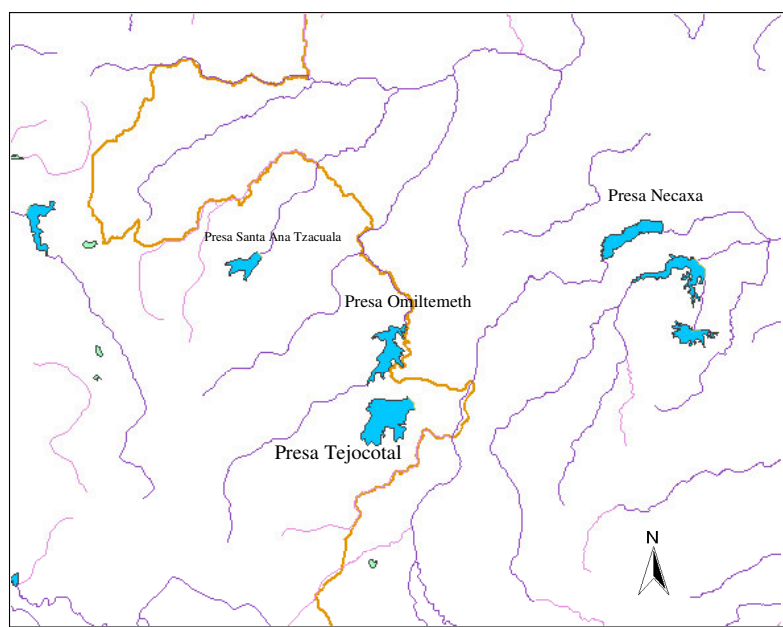 Presa Necaxa
Presa Santa Ana Tzacuala
Presa Omiltemeth
Presa Tejocotal
N